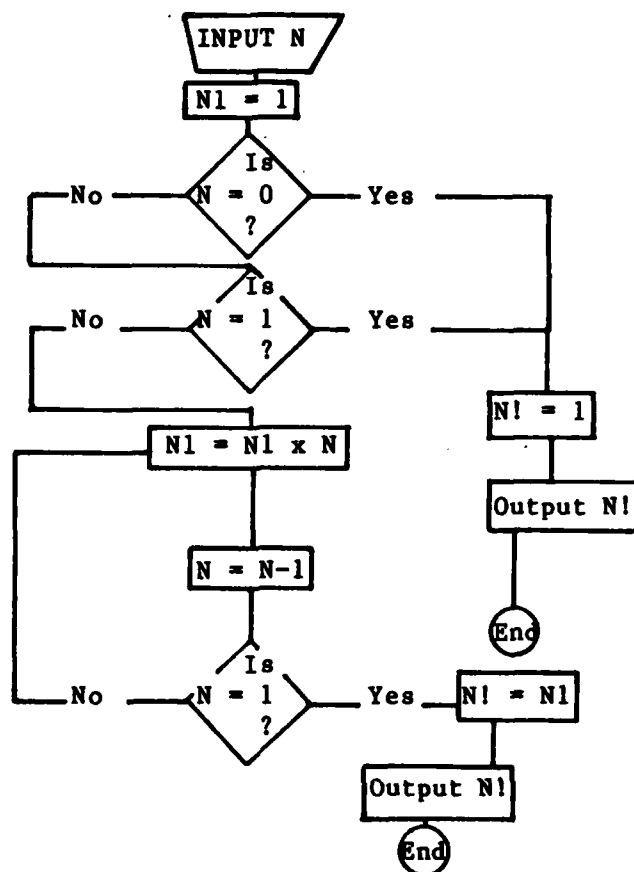 INPUT N
N1 = 1
Is
No N = 0 Yes
?
Is
No N = 1 Yes
?
N! = 1
N1 = N1 x N
Output N!
N = N-1
End
Is
No N = 1 Yes N! = N1
?
Output N!
End